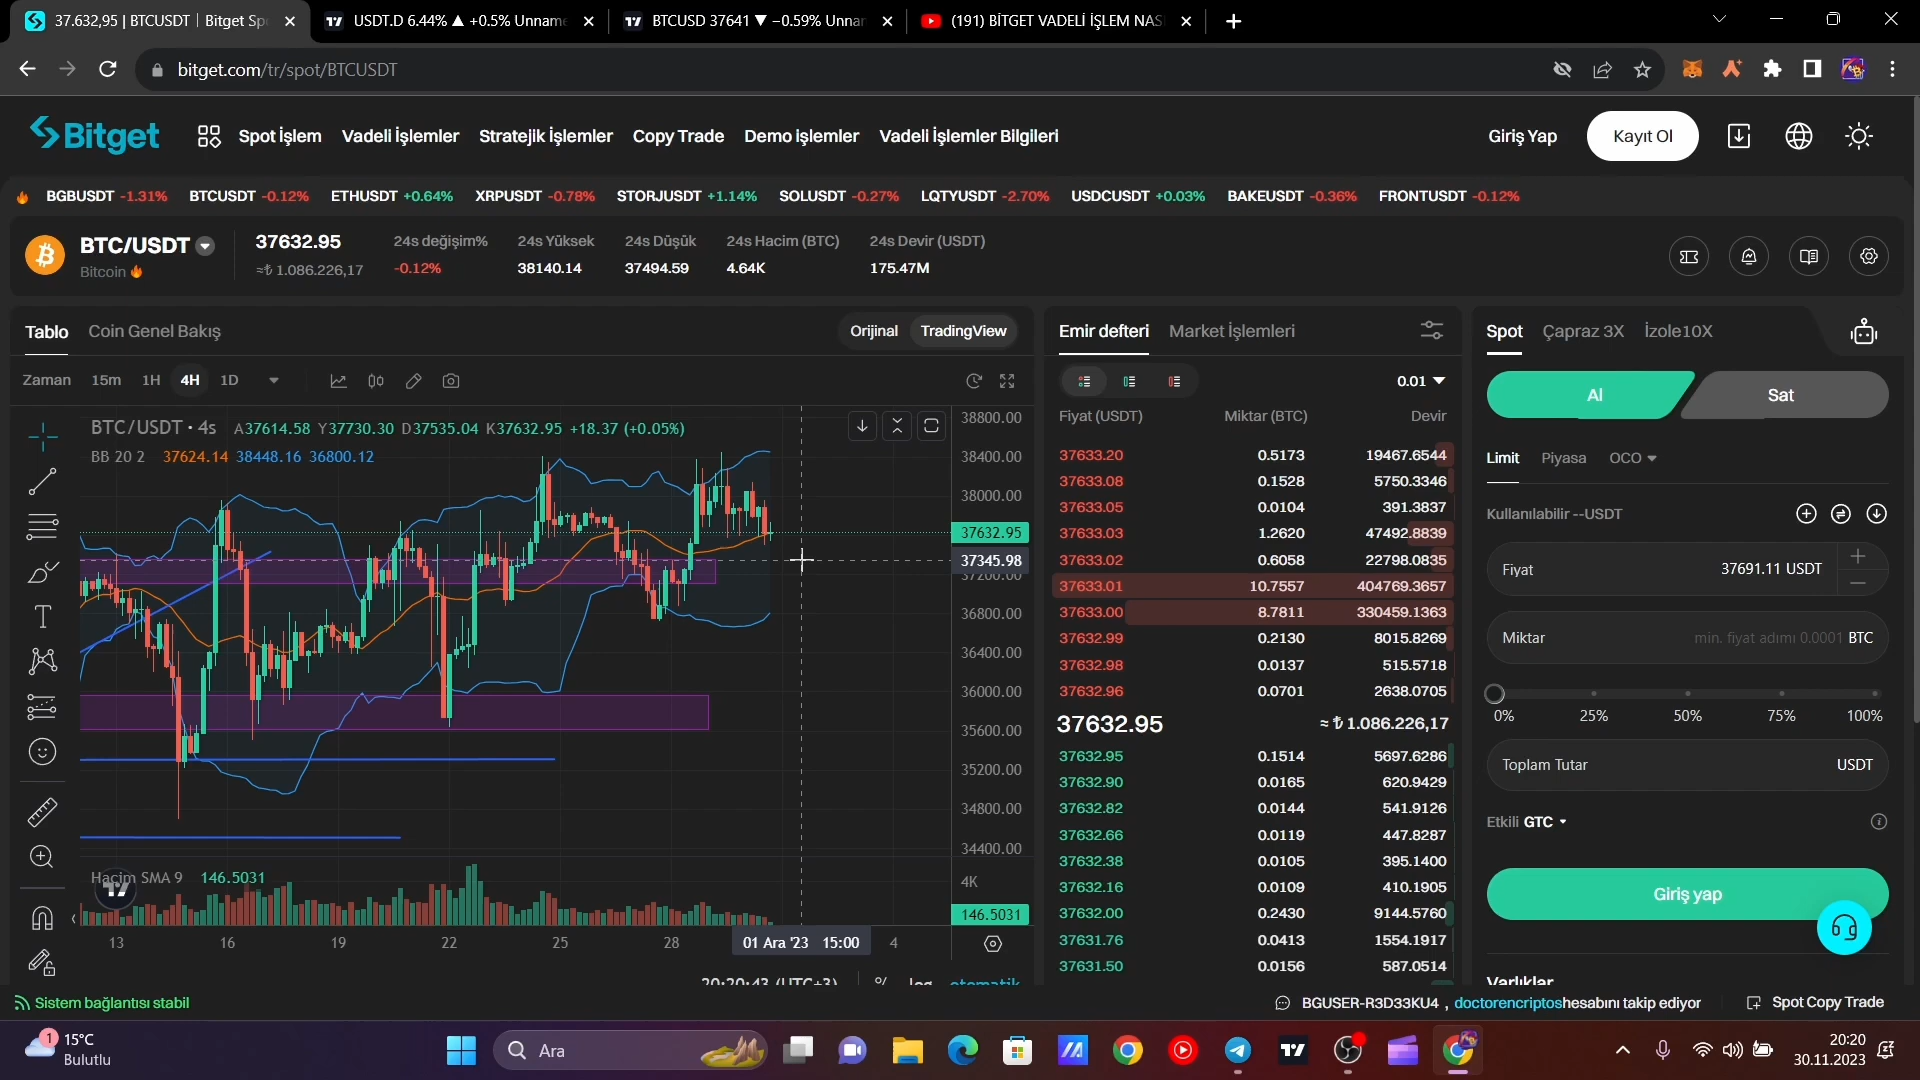 37.632,95 | BTCUSDT | Bitget Sp
USDT.D 6.44% ▲ +0.5% Unname
BTCUSD 37641 ▼ −0.59% Unnar
(191) BİTGET VADELİ İŞLEM NAS
bitget.com/tr/spot/BTCUSDT
Bitget
Spot İşlem
Vadeli İşlemler
Stratejik İşlemler
Copy Trade
Demo İşlemler
Vadeli İşlemler Bilgileri
Giriş Yap
Kayıt Ol
BGBUSDT -1.31%
BTCUSDT -0.12%
ETHUSDT +0.64%
XRPUSDT -0.78%
STORJUSDT +1.14%
SOLUSDT -0.27%
LQTYUSDT -2.70%
USDCUSDT +0.03%
BAKEUSDT -0.36%
FRONTUSDT -0.12%
BTC/USDT
Bitcoin
37632.95
≈₺ 1.086.226,17
24s değişim%
-0.12%
24s Yüksek
38140.14
24s Düşük
37494.59
24s Hacim (BTC)
4.64K
24s Devir (USDT)
175.47M
Tablo
Coin Genel Bakış
Orijinal
TradingView
Zaman 15m 1H 4H 1D
BTC/USDT • 4s A37614.58 Y37730.30 D37535.04 K37632.95 +18.37 (+0.05%)
BB 20 2 37624.14 38448.16 36800.12
38800.00
38400.00
38000.00
37632.95
37345.98
37200.00
36800.00
36400.00
36000.00
35600.00
35200.00
34800.00
34400.00
4K
146.5031
Hacim SMA 9 146.5031
13 16 19 22 25 28 01 Ara '23 15:00 4
20:20:43 (UTC+3) % log otomatik
Emir defteri
Market İşlemleri
0.01
Fiyat (USDT) Miktar (BTC) Devir
37633.20 0.5173 19467.6544
37633.08 0.1528 5750.3346
37633.05 0.0104 391.3837
37633.03 1.2620 47492.8839
37633.02 0.6058 22798.0835
37633.01 10.7557 404769.3657
37633.00 8.7811 330459.1363
37632.99 0.2130 8015.8269
37632.98 0.0137 515.5718
37632.96 0.0701 2638.0705
37632.95 ≈ ₺ 1.086.226,17
37632.95 0.1514 5697.6286
37632.90 0.0165 620.9429
37632.82 0.0144 541.9126
37632.66 0.0119 447.8287
37632.38 0.0105 395.1400
37632.16 0.0109 410.1905
37632.00 0.2430 9144.5760
37631.76 0.0413 1554.1917
37631.50 0.0156 587.0514
Spot
Çapraz 3X
İzole10X
Al
Sat
Limit
Piyasa
OCO
Kullanılabilir --USDT
Fiyat 37691.11 USDT
Miktar min. fiyat adımı 0.0001 BTC
0% 25% 50% 75% 100%
Toplam Tutar USDT
Etkili GTC
Giriş yap
Varlıklar
Sistem bağlantısı stabil
BGUSER-R3D33KU4 , doctorencriptoshesabını takip ediyor
Spot Copy Trade
1
15°C
Bulutlu
Ara
20:20
30.11.2023